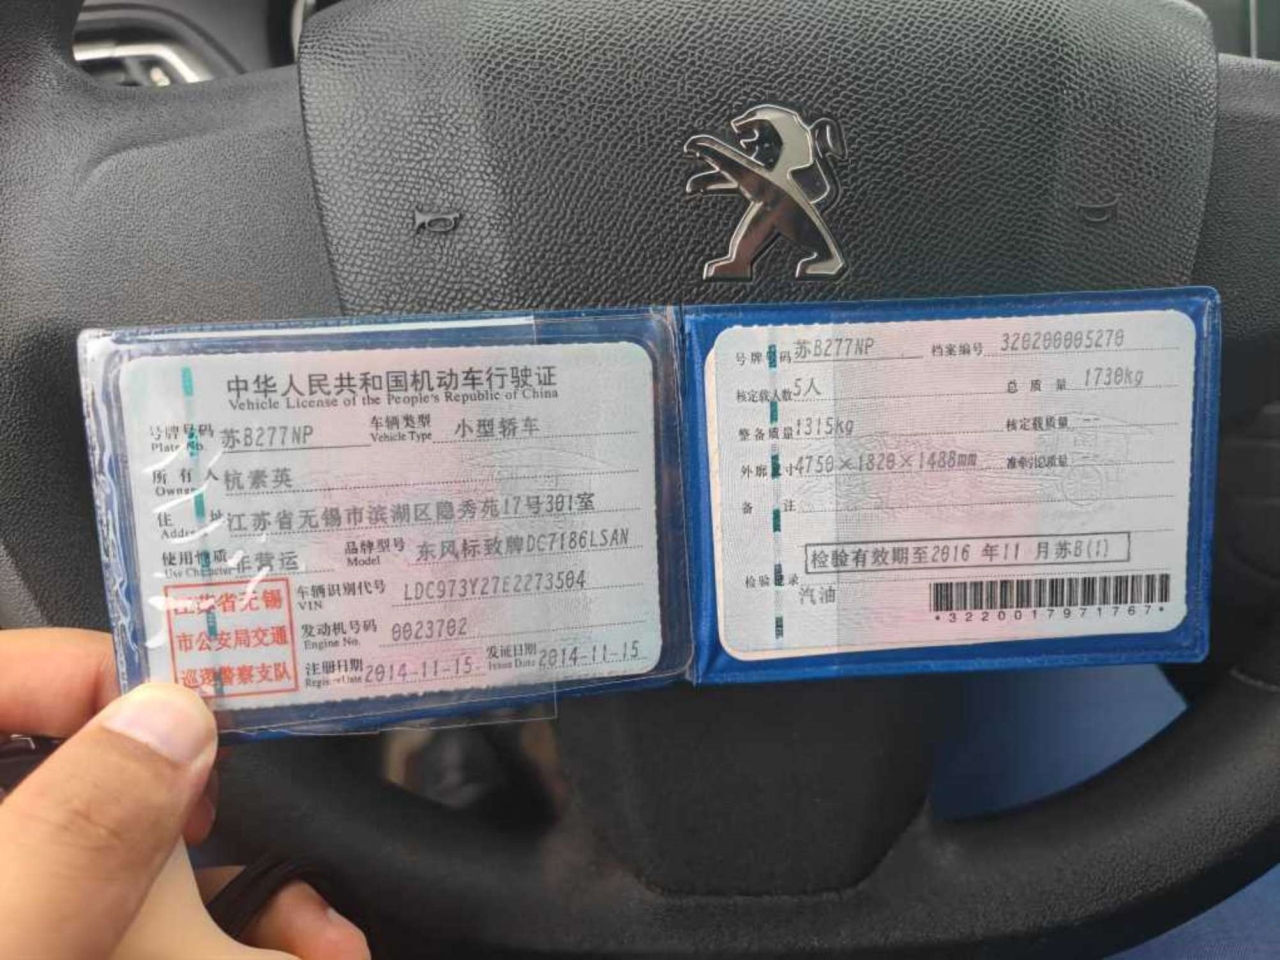 中华人民共和国机动车行驶证
Vehicle License of the People's Republic of China
号牌号码 苏B277NP 车辆类型 小型轿车
Plate No. Vehicle Type
所有人 杭素英
Owner
住址 江苏省无锡市滨湖区隐秀苑17号301室
Address
使用性质 非营运 品牌型号 东风标致牌DC7186LSAN
Use Character Model
江苏省无锡
市公安局交通
巡逻警察支队
车辆识别代号 LDC973Y27E2273504
VIN
发动机号码 0023702
Engine No.
注册日期 2014-11-15 发证日期 2014-11-15
Register Date Issue Date
号牌号码 苏B277NP 档案编号 320200005270
核定载人数 5人 总质量 1730kg
整备质量 1315kg 核定载质量 --
外廓尺寸 4750×1820×1488mm 准牵引总质量 --
备注
检验有效期至2016 年11 月苏B(1)
检验记录
汽油
*3220017971767*